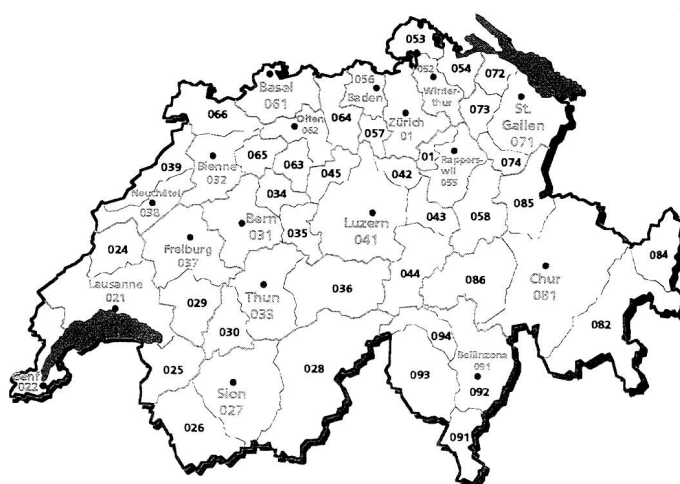 053
052
054
072
Basel
061
056
Baden
Winter-
thur
066
064
073
St.
Gallen
071
Olten
062
057
Zürich
01
039
Bienne
032
065
063
045
042
01
Rappers-
wil
055
074
Neuchâtel
038
034
085
Bern
031
035
Luzern
041
043
058
024
Freiburg
037
084
Lausanne
021
029
Thun
033
036
044
086
Chur
081
030
082
094
Bellinzona
091
025
028
093
Genf
022
Sion
027
092
026
091